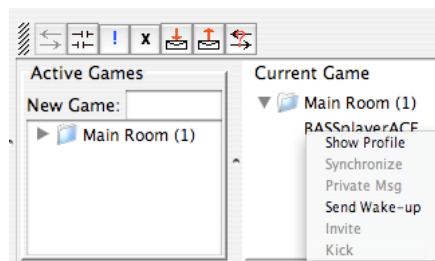 ! x
Active Games
New Game:
Main Room (1)
Current Game
Main Room (1)
BASSplayerACE
Show Profile
Synchronize
Private Msg
Send Wake-up
Invite
Kick